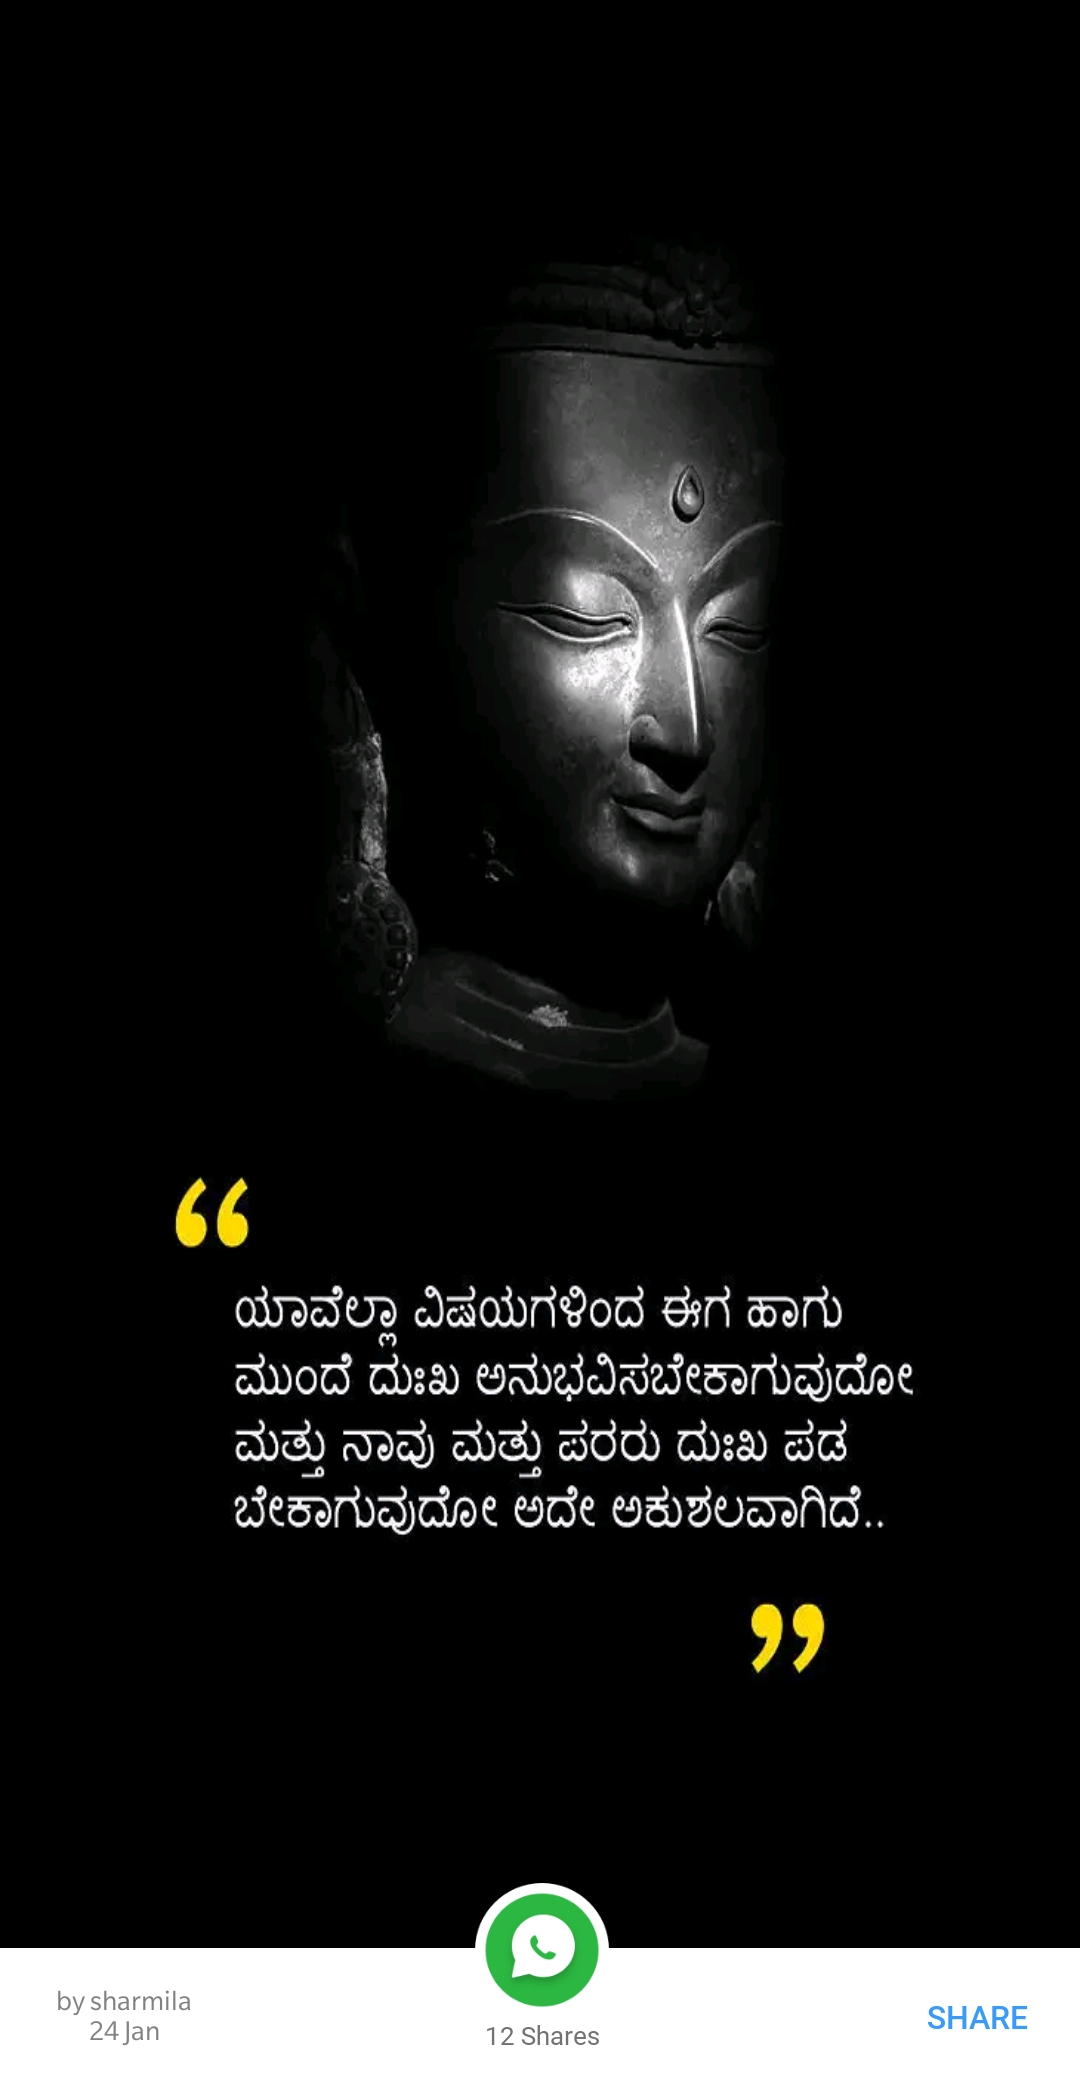 “
ಯಾವೆಲ್ಲಾ ವಿಷಯಗಳಿಂದ ಈಗ ಹಾಗು
ಮುಂದೆ ದುಃಖ ಅನುಭವಿಸಬೇಕಾಗುವುದೋ
ಮತ್ತು ನಾವು ಮತ್ತು ಪರರು ದುಃಖ ಪಡ
ಬೇಕಾಗುವುದೋ ಅದೇ ಅಕುಶಲವಾಗಿದೆ..
”
by sharmila
24 Jan
12 Shares
SHARE